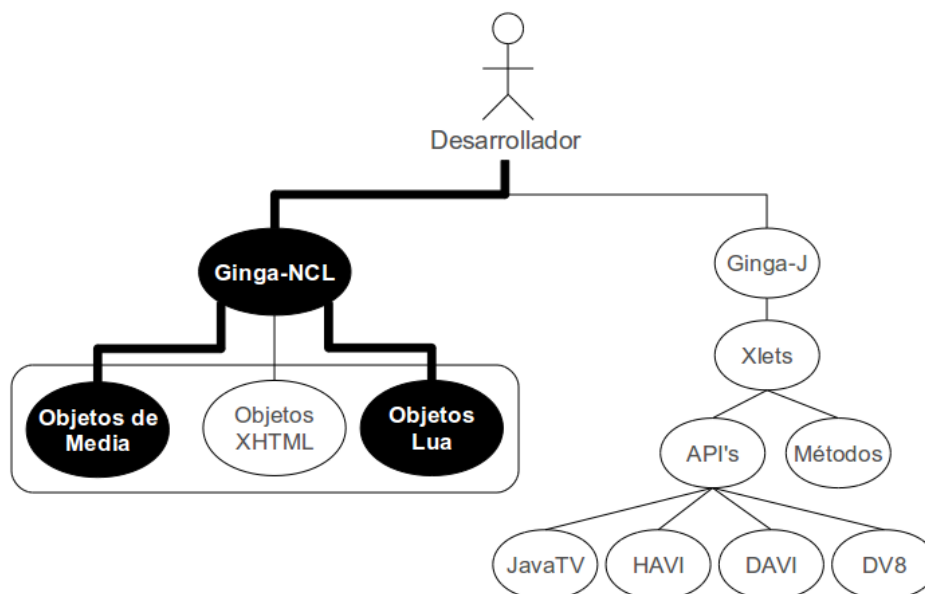 Desarrollador
Ginga-NCL
Ginga-J
Xlets
Objetos de
Media
Objetos
XHTML
Objetos
Lua
API's
Métodos
JavaTV
HAVI
DAVI
DV8